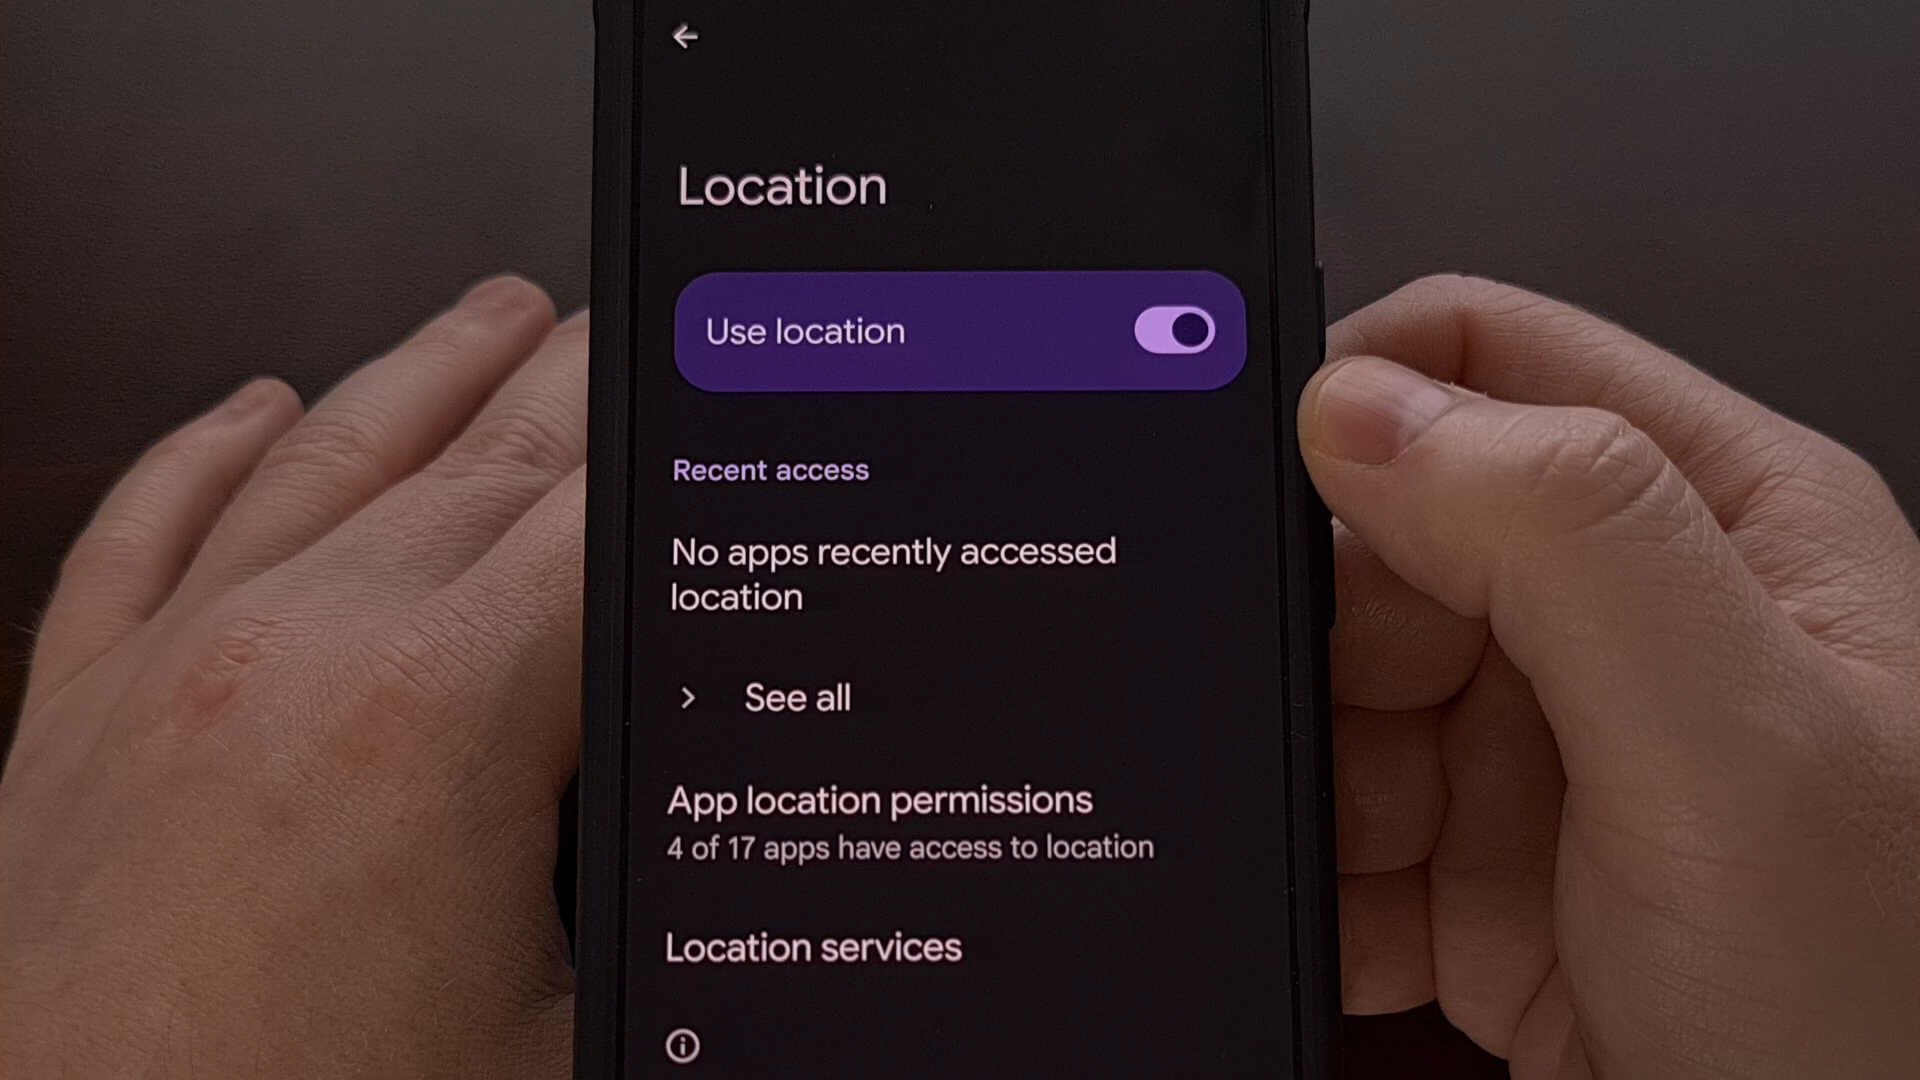 Location
Use location
Recent access
No apps recently accessed
location
See all
App location permissions
4 of 17 apps have access to location
Location services